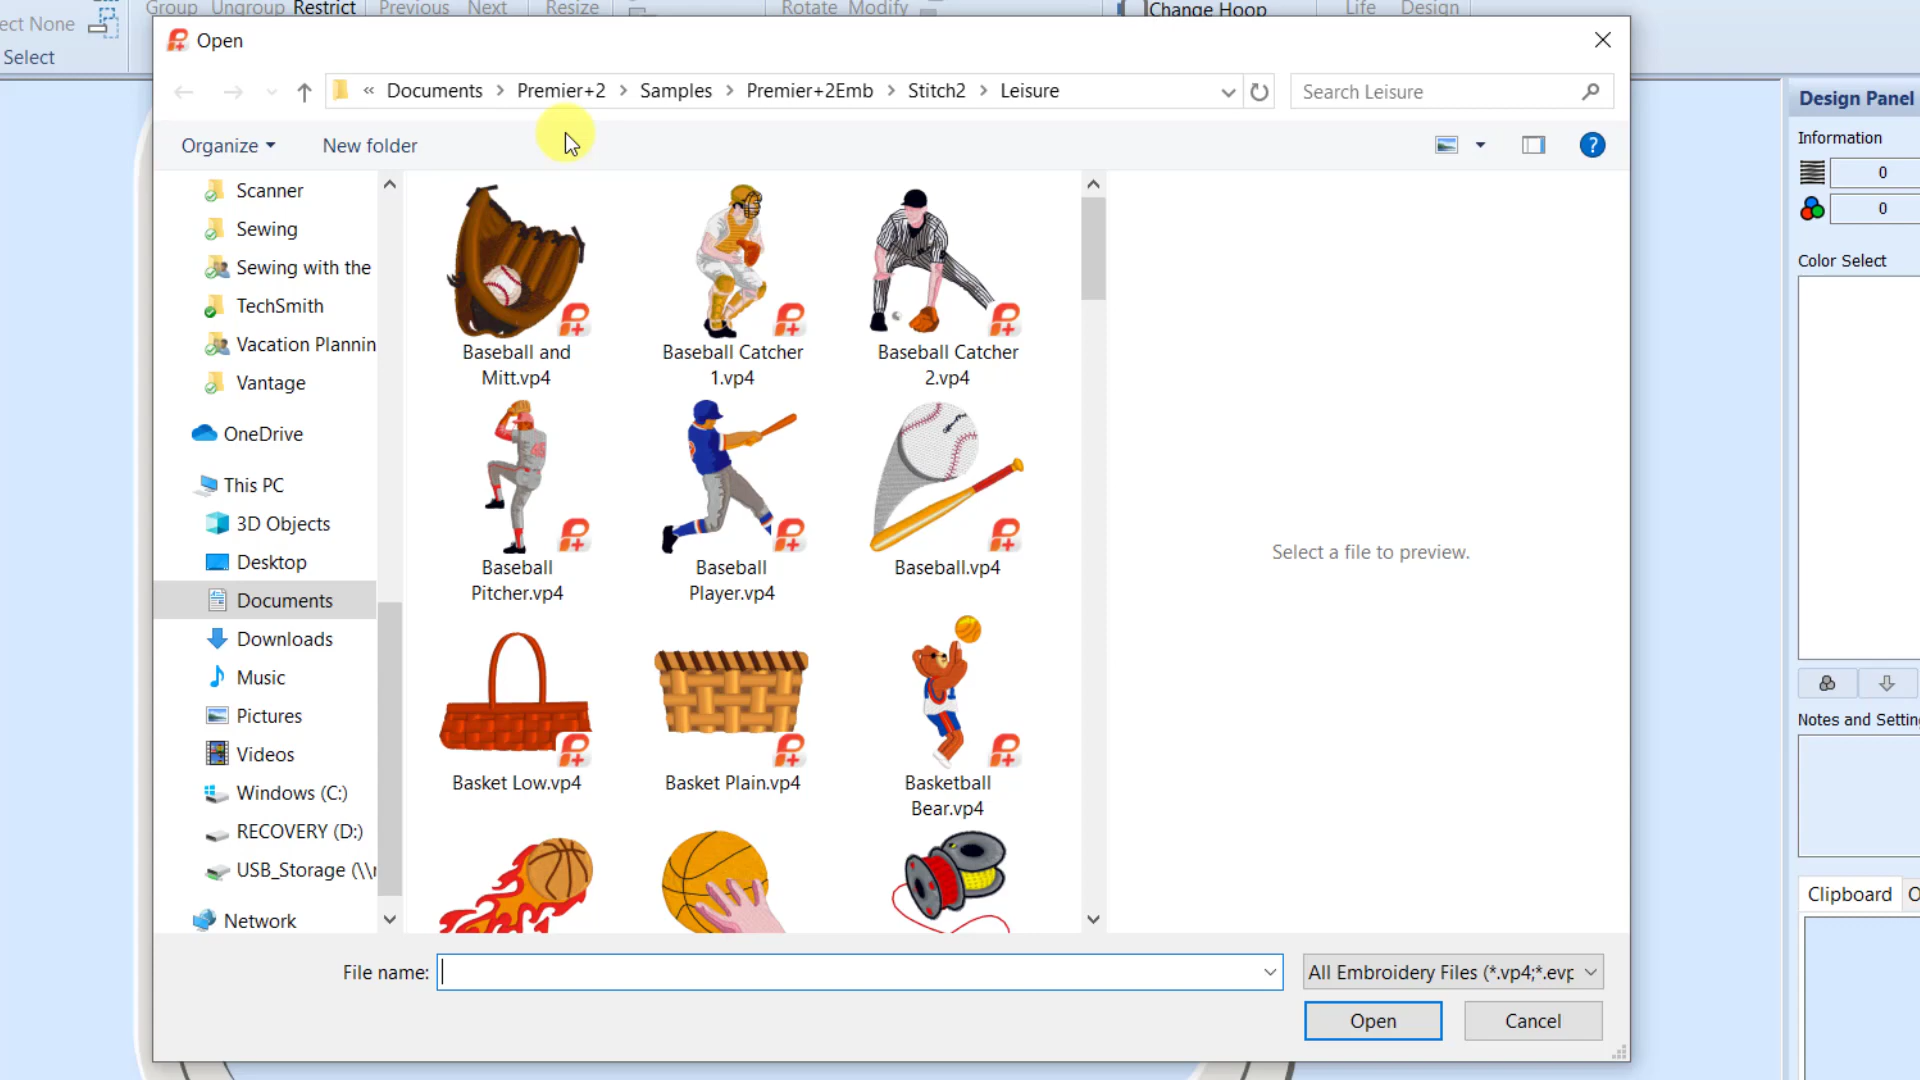 Group Ungroup Restrict Previous Next Resize Rotate Modify Change Hoop Life Design
ect None
Select
Open
« Documents > Premier+2 > Samples > Premier+2Emb > Stitch2 > Leisure
Search Leisure
Organize
New folder
?
Scanner
Sewing
Sewing with the
TechSmith
Vacation Plannin
Vantage
OneDrive
This PC
3D Objects
Desktop
Documents
Downloads
Music
Pictures
Videos
Windows (C:)
RECOVERY (D:)
USB_Storage (\\
Network
Baseball and
Mitt.vp4
Baseball Catcher
1.vp4
Baseball Catcher
2.vp4
Baseball
Pitcher.vp4
Baseball
Player.vp4
Baseball.vp4
Basket Low.vp4
Basket Plain.vp4
Basketball
Bear.vp4
Select a file to preview.
File name:
All Embroidery Files (*.vp4;*.evp
Open
Cancel
Design Panel
Information
0
0
Color Select
Notes and Setting
Clipboard